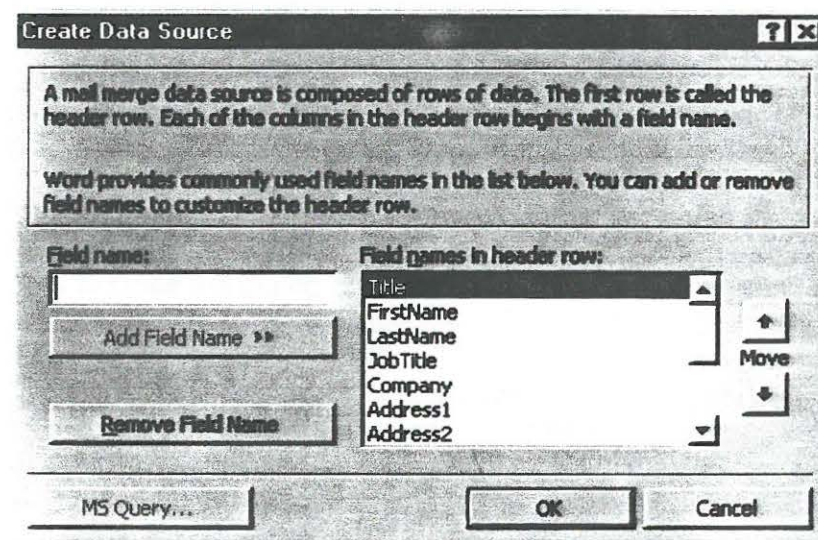 Create Data Source
A mail merge data source is composed of rows of data. The first row is called the
header row. Each of the columns in the header row begins with a field name.
Word provides commonly used field names in the list below. You can add or remove
field names to customize the header row.
Field name:
Field names in header row:
Add Field Name
Remove Field Name
Title
FirstName
LastName
JobTitle
Company
Address1
Address2
Move
MS Query...
OK
Cancel